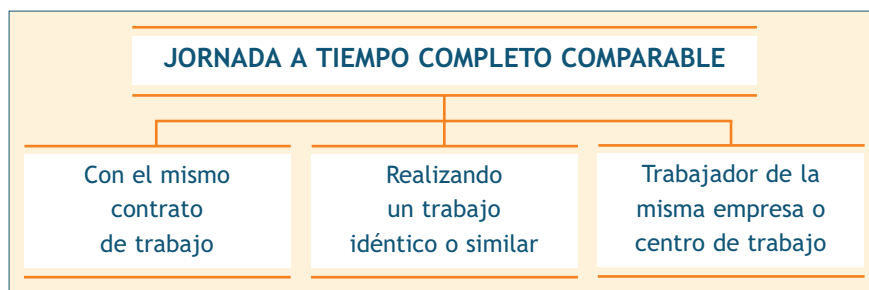 JORNADA A TIEMPO COMPLETO COMPARABLE
Con el mismo
contrato
de trabajo
Realizando
un trabajo
idéntico o similar
Trabajador de la
misma empresa o
centro de trabajo